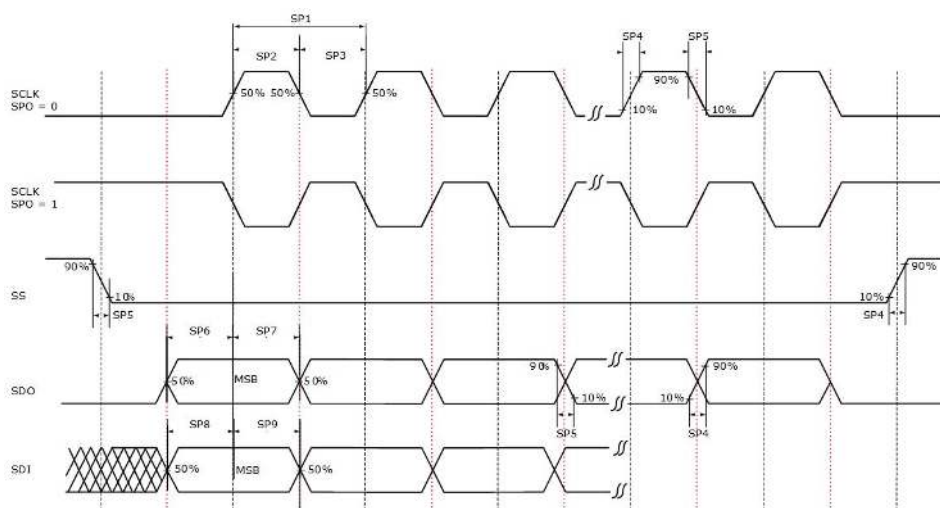 SP1
SP2 SP3
SP4 SP5
SCLK
SPO = 0
50% 50% 50%
90%
10% 10%
SCLK
SPO = 1
90% 90%
SS
10% 10%
SP5 SP4
SP6 SP7
SDO
50% MSB 50%
90% 90%
10% 10%
SP5 SP4
SP8 SP9
SDI
50% MSB 50%